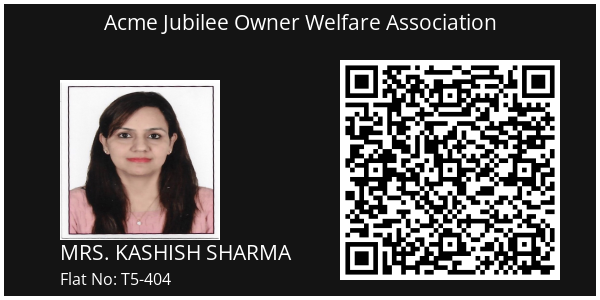 Acme Jubilee Owner Welfare Association
MRS. KASHISH SHARMA
Flat No: T5-404